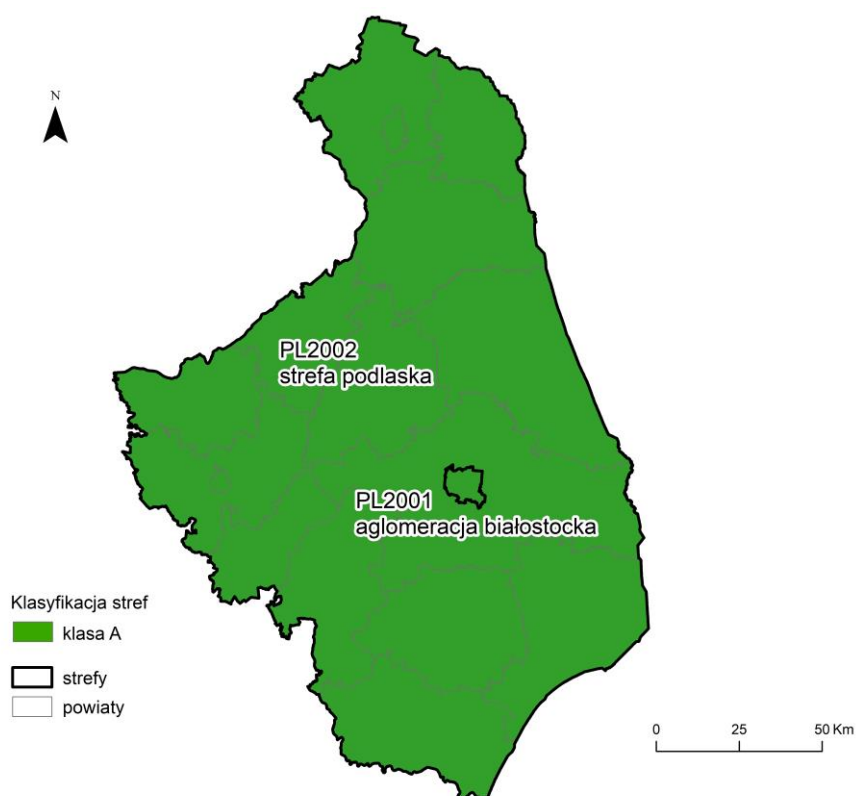 N
PL2002
strefa podlaska
PL2001
aglomeracja białostocka
Klasyfikacja stref
klasa A
strefy
powiaty
0 25 50 Km